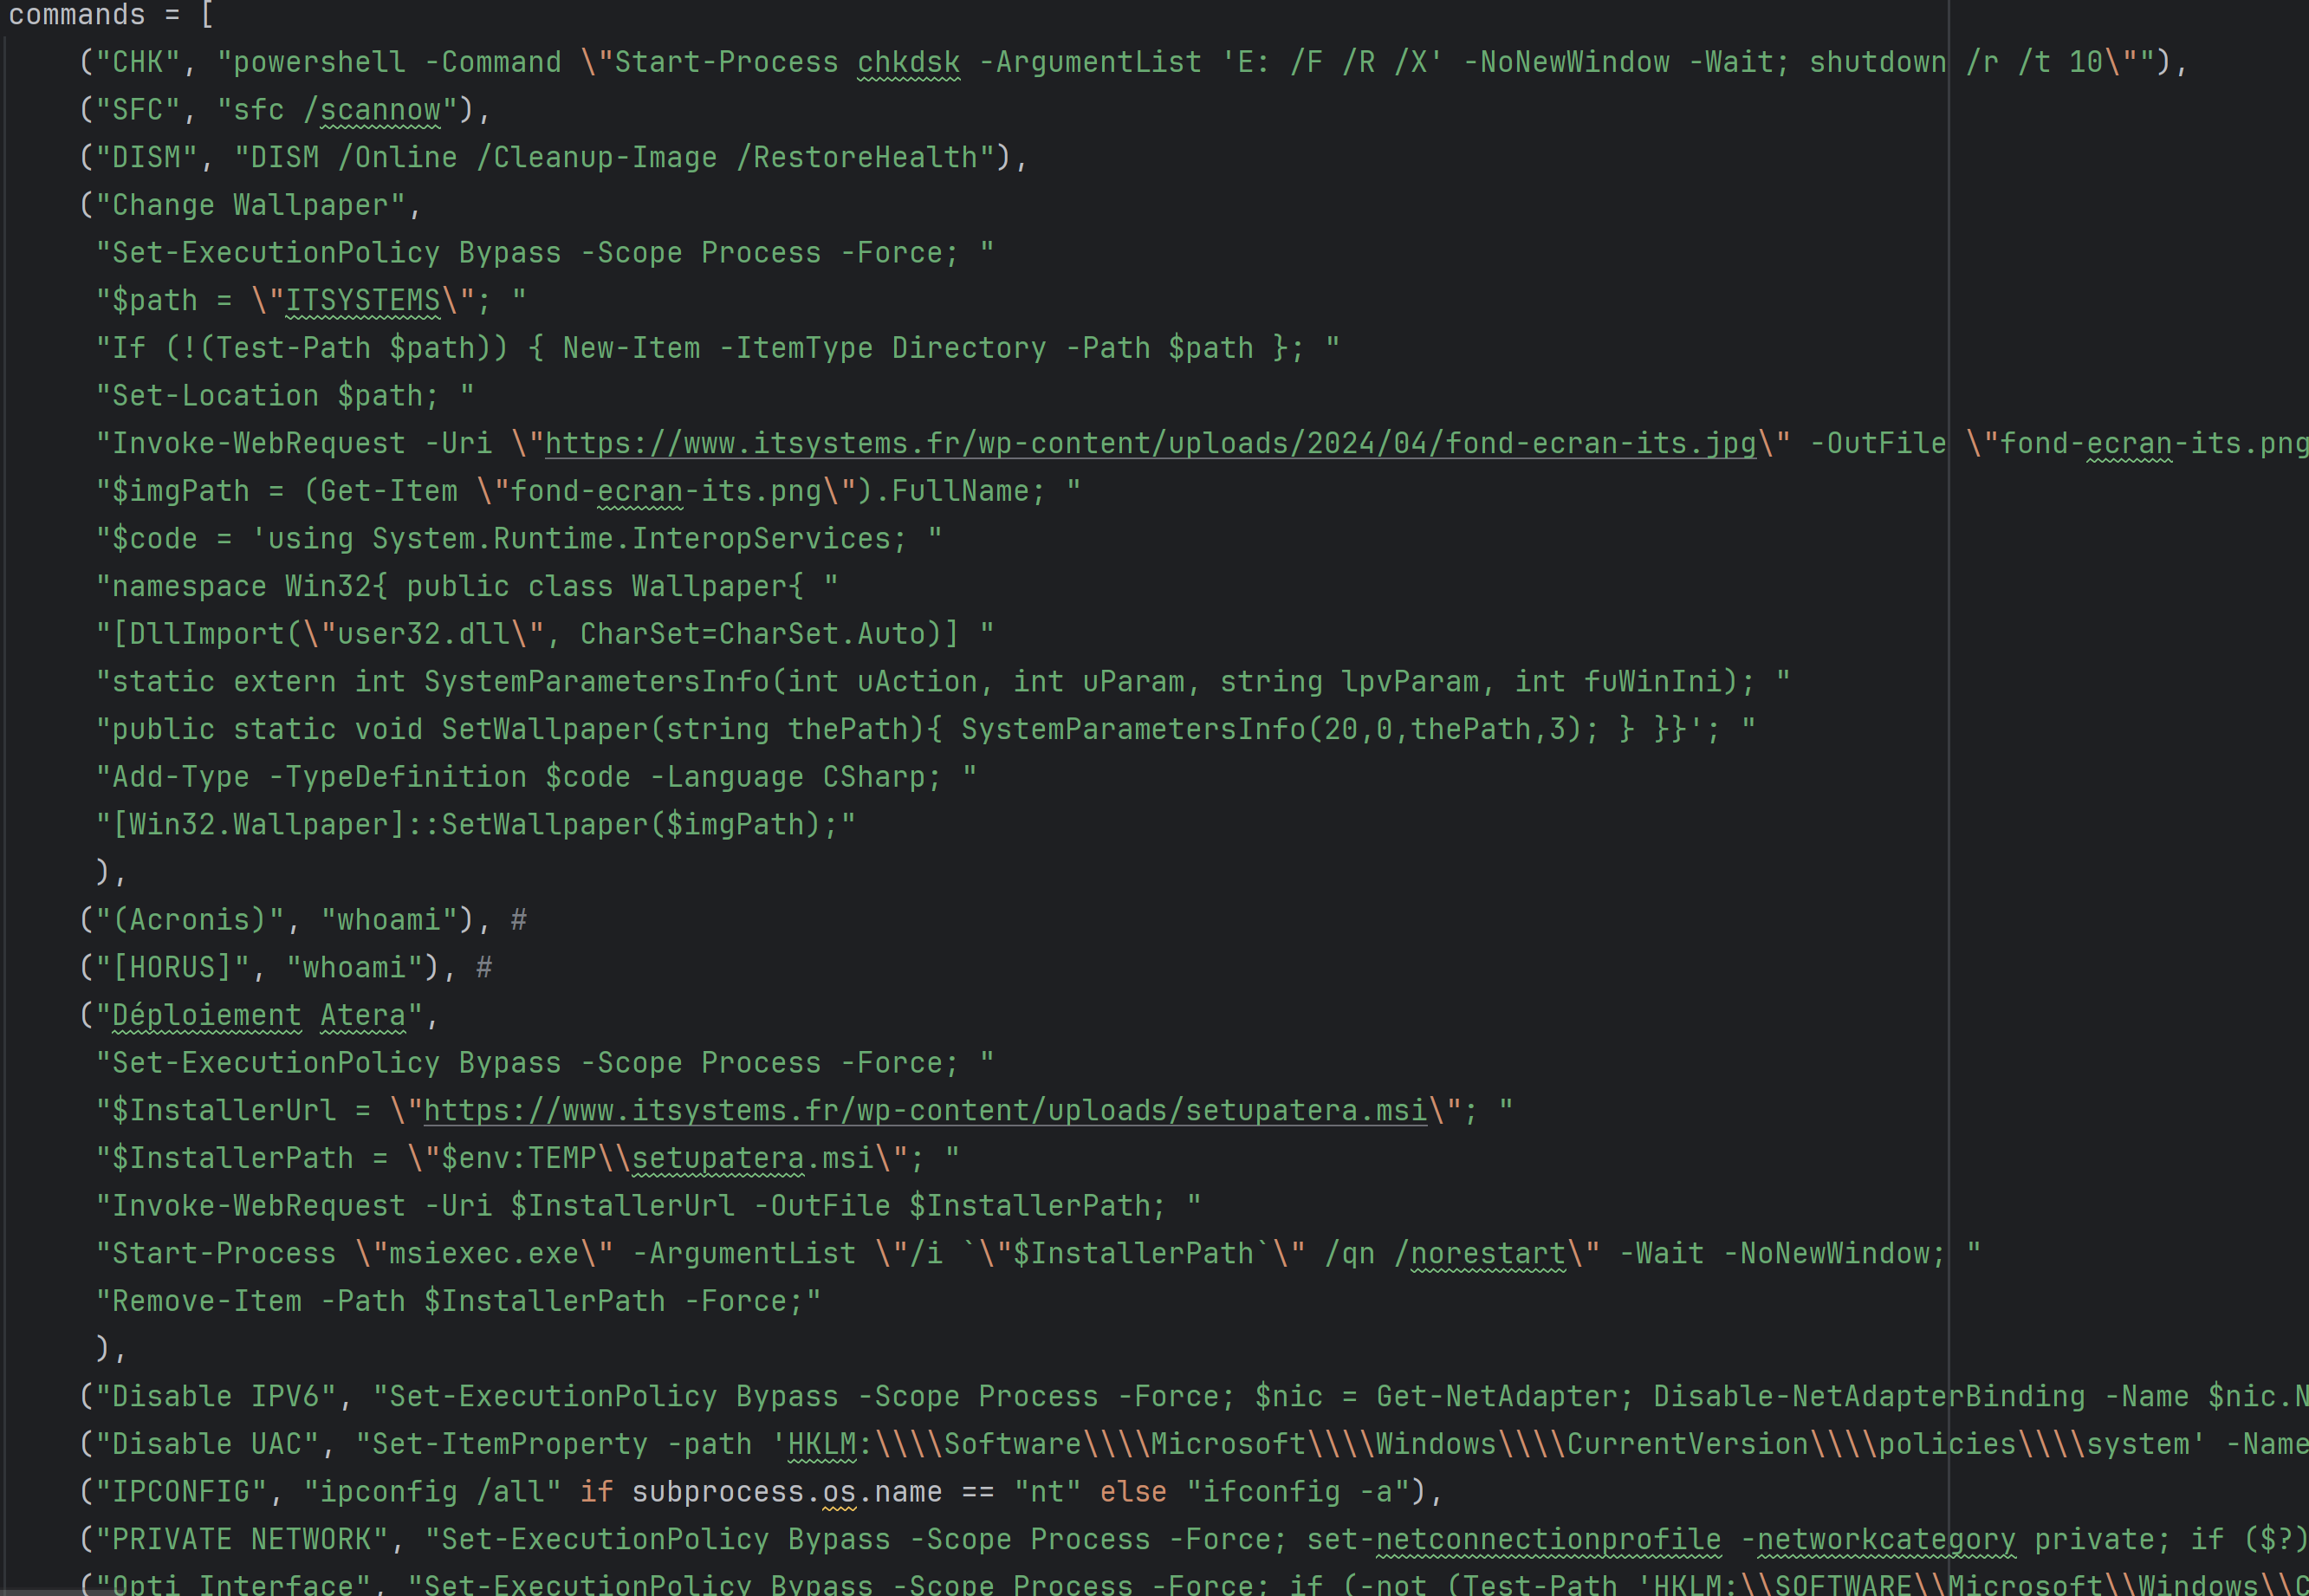 commands = [
("CHK", "powershell -Command \"Start-Process chkdsk -ArgumentList 'E: /F /R /X' -NoNewWindow -Wait; shutdown /r /t 10\""),
("SFC", "sfc /scannow"),
("DISM", "DISM /Online /Cleanup-Image /RestoreHealth"),
("Change Wallpaper",
"Set-ExecutionPolicy Bypass -Scope Process -Force; "
"$path = \"ITSYSTEMS\"; "
"If (!(Test-Path $path)) { New-Item -ItemType Directory -Path $path }; "
"Set-Location $path; "
"Invoke-WebRequest -Uri \"https://www.itsystems.fr/wp-content/uploads/2024/04/fond-ecran-its.jpg\" -OutFile \"fond-ecran-its.png
"$imgPath = (Get-Item \"fond-ecran-its.png\").FullName; "
"$code = 'using System.Runtime.InteropServices; "
"namespace Win32{ public class Wallpaper{ "
"[DllImport(\"user32.dll\", CharSet=CharSet.Auto)] "
"static extern int SystemParametersInfo(int uAction, int uParam, string lpvParam, int fuWinIni); "
"public static void SetWallpaper(string thePath){ SystemParametersInfo(20,0,thePath,3); } }}'; "
"Add-Type -TypeDefinition $code -Language CSharp; "
"[Win32.Wallpaper]::SetWallpaper($imgPath);"
),
("(Acronis)", "whoami"), #
("[HORUS]", "whoami"), #
("Déploiement Atera",
"Set-ExecutionPolicy Bypass -Scope Process -Force; "
"$InstallerUrl = \"https://www.itsystems.fr/wp-content/uploads/setupatera.msi\"; "
"$InstallerPath = \"$env:TEMP\\setupatera.msi\"; "
"Invoke-WebRequest -Uri $InstallerUrl -OutFile $InstallerPath; "
"Start-Process \"msiexec.exe\" -ArgumentList \"/i `\"$InstallerPath`\" /qn /norestart\" -Wait -NoNewWindow; "
"Remove-Item -Path $InstallerPath -Force;"
),
("Disable IPV6", "Set-ExecutionPolicy Bypass -Scope Process -Force; $nic = Get-NetAdapter; Disable-NetAdapterBinding -Name $nic.N
("Disable UAC", "Set-ItemProperty -path 'HKLM:\\\\Software\\\\Microsoft\\\\Windows\\\\CurrentVersion\\\\policies\\\\system' -Name
("IPCONFIG", "ipconfig /all" if subprocess.os.name == "nt" else "ifconfig -a"),
("PRIVATE NETWORK", "Set-ExecutionPolicy Bypass -Scope Process -Force; set-netconnectionprofile -networkcategory private; if ($?)
("Opti Interface", "Set-ExecutionPolicy Bypass -Scope Process -Force; if (-not (Test-Path 'HKLM:\\SOFTWARE\\Microsoft\\Windows\\C